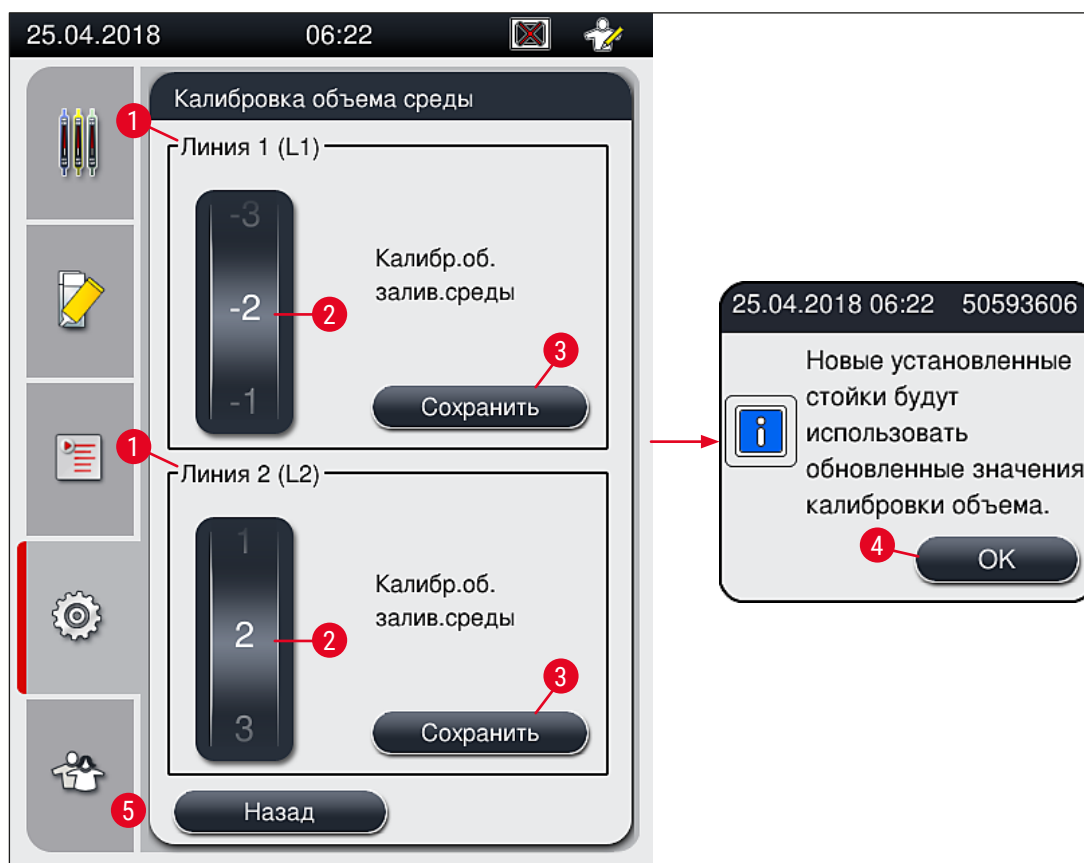 25.04.2018 06:22
Калибровка объема среды
1
Линия 1 (L1)
-3
-2
-1
2
Калибр.об.
залив.среды
3
Сохранить
1
Линия 2 (L2)
1
2
3
2
Калибр.об.
залив.среды
3
Сохранить
5
Назад
25.04.2018 06:22 50593606
Новые установленные
стойки будут
использовать
обновленные значения
калибровки объема.
i
4
OK